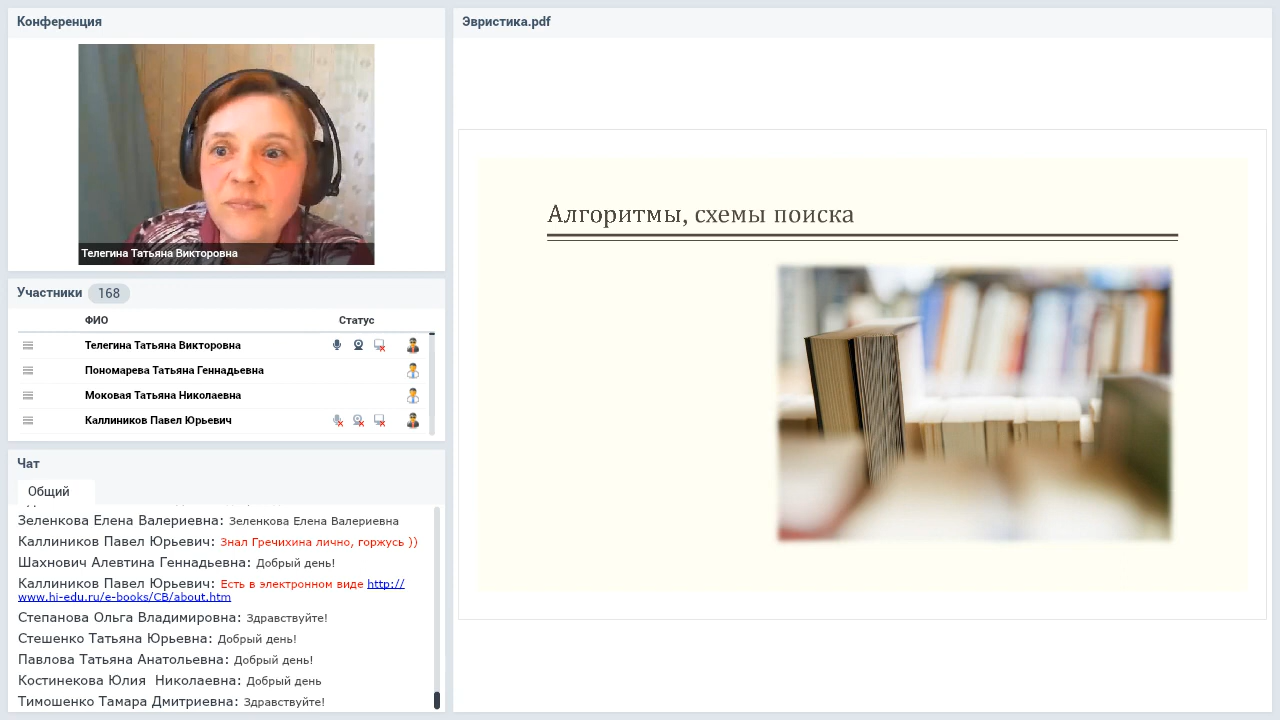 Конференция
Телегина Татьяна Викторовна
Участники 168
ФИО Статус
Телегина Татьяна Викторовна
Пономарева Татьяна Геннадьевна
Моковая Татьяна Николаевна
Каллиников Павел Юрьевич
Чат
Общий
Зеленкова Елена Валериевна: Зеленкова Елена Валериевна
Каллиников Павел Юрьевич: Знал Гречихина лично, горжусь ))
Шахнович Алевтина Геннадьевна: Добрый день!
Каллиников Павел Юрьевич: Есть в электронном виде http://
www.hi-edu.ru/e-books/CB/about.htm
Степанова Ольга Владимировна: Здравствуйте!
Стешенко Татьяна Юрьевна: Добрый день!
Павлова Татьяна Анатольевна: Добрый день!
Костинекова Юлия  Николаевна: Добрый день
Тимошенко Тамара Дмитриевна: Здравствуйте!
Эвристика.pdf
Алгоритмы, схемы поиска